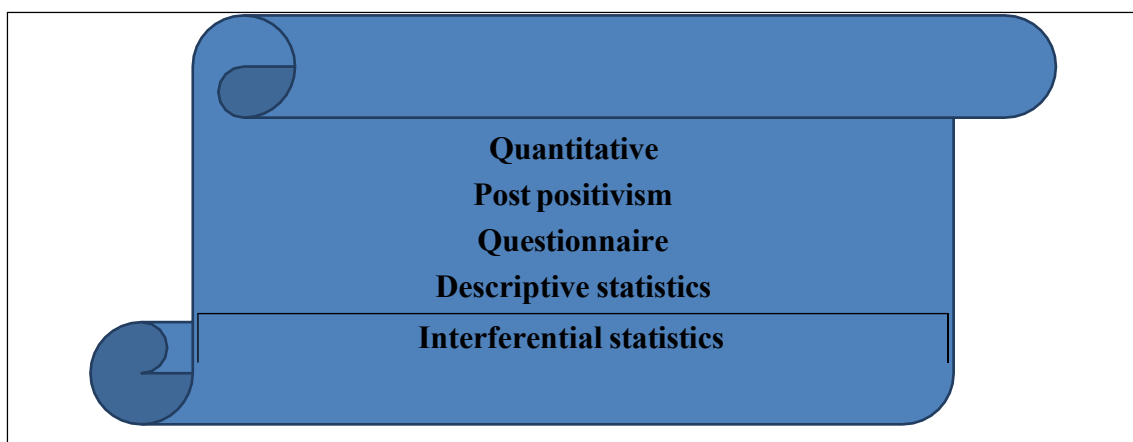 Quantitative
Post positivism
Questionnaire
Descriptive statistics
Interferential statistics